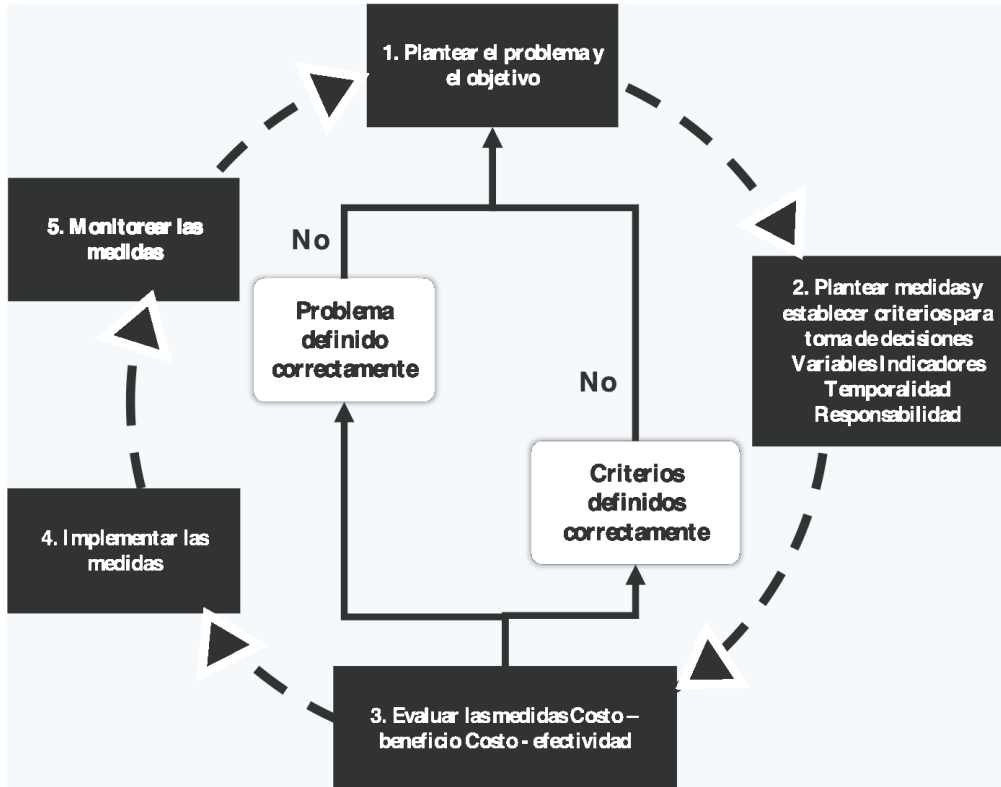 1. Plantear el problema y
el objetivo
5. Monitorear las
medidas
No
Problema
definido
correctamente
2. Plantear medidas y
establecer criterios para
toma de decisiones
Variables Indicadores
Temporalidad
Responsabilidad
No
Criterios
definidos
correctamente
4. Implementar las
medidas
3. Evaluar las medidas Costo –
beneficio Costo - efectividad